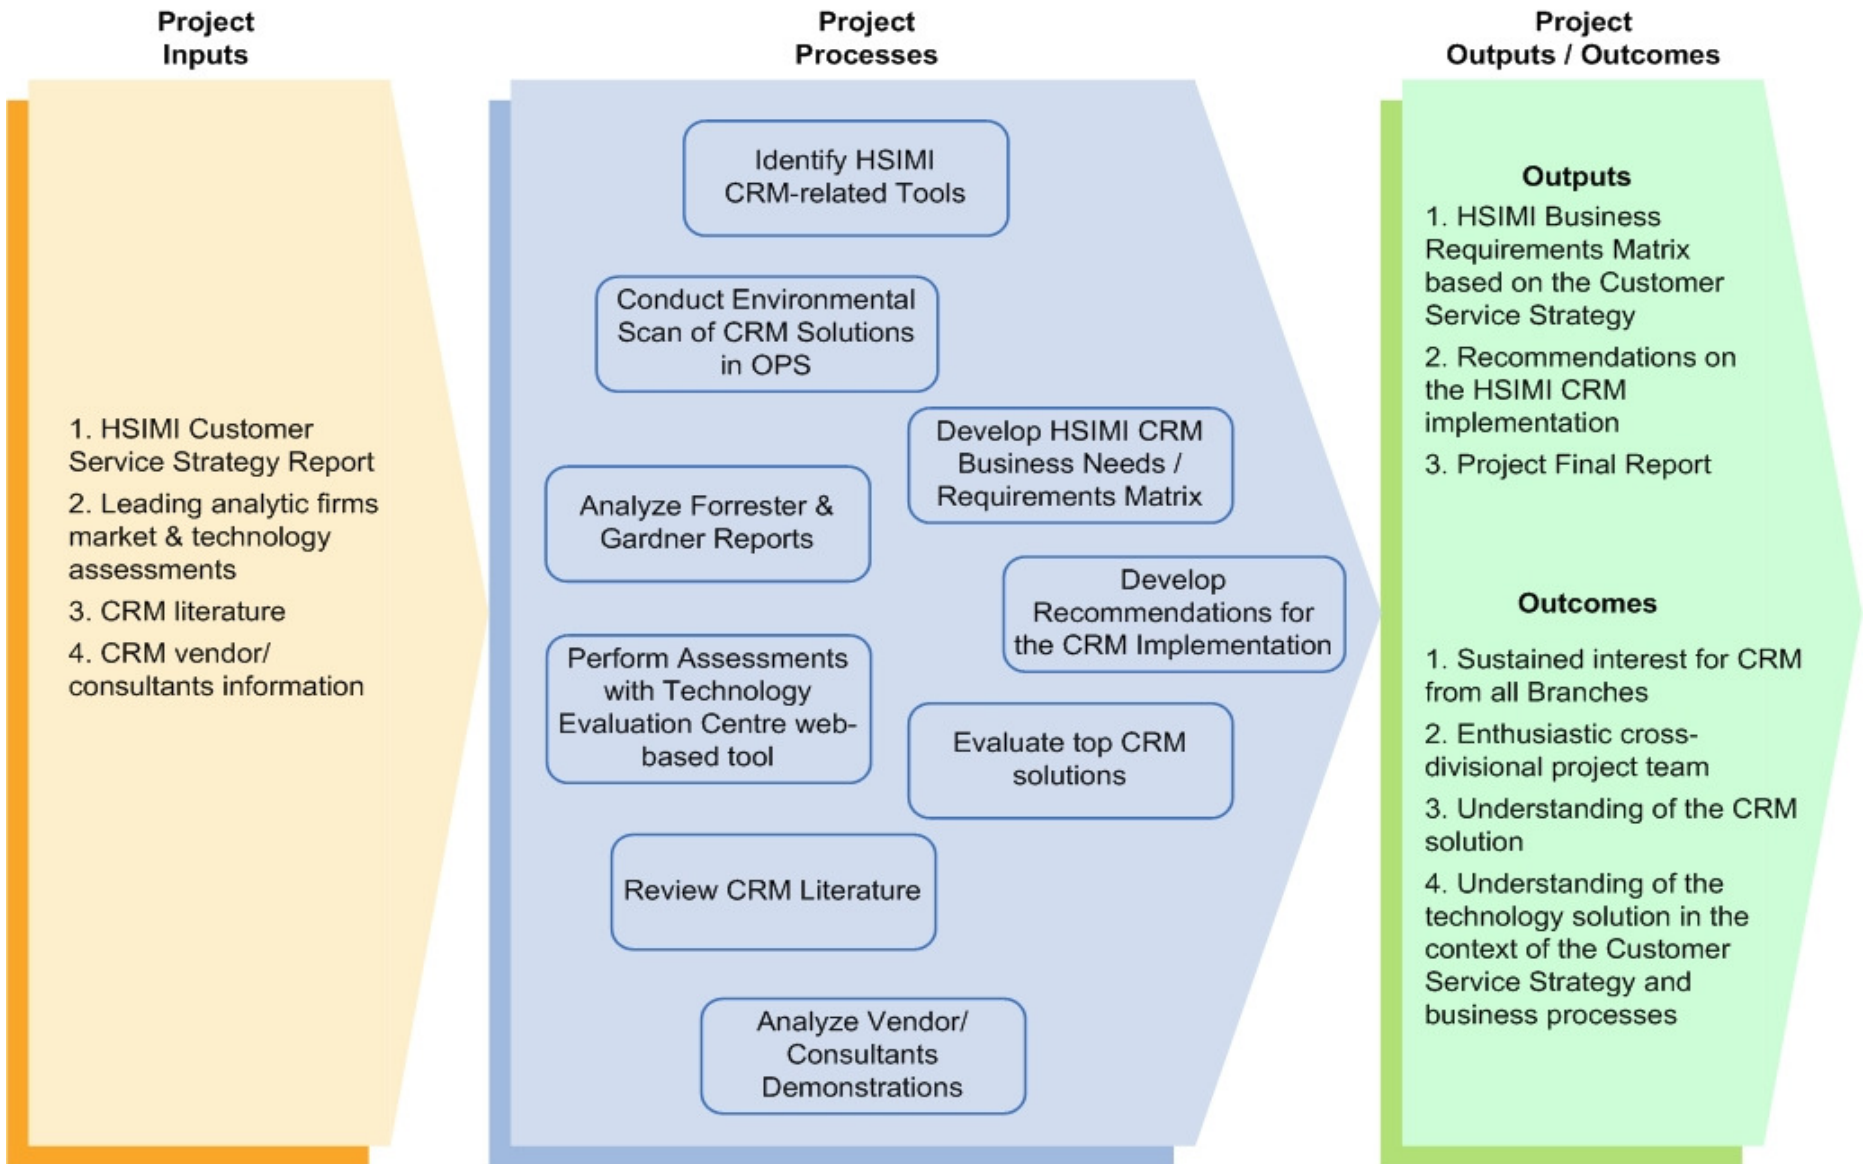 Project
Inputs
1. HSIMI Customer
Service Strategy Report
2. Leading analytic firms
market & technology
assessments
3. CRM literature
4. CRM vendor/
consultants information
Project
Processes
Identify HSIMI
CRM-related Tools
Conduct Environmental
Scan of CRM Solutions
in OPS
Develop HSIMI CRM
Business Needs /
Requirements Matrix
Analyze Forrester &
Gardner Reports
Develop
Recommendations for
the CRM Implementation
Perform Assessments
with Technology
Evaluation Centre web-
based tool
Evaluate top CRM
solutions
Review CRM Literature
Analyze Vendor/
Consultants
Demonstrations
Project
Outputs / Outcomes
Outputs
1. HSIMI Business
Requirements Matrix
based on the Customer
Service Strategy
2. Recommendations on
the HSIMI CRM
implementation
3. Project Final Report
Outcomes
1. Sustained interest for CRM
from all Branches
2. Enthusiastic cross-
divisional project team
3. Understanding of the CRM
solution
4. Understanding of the
technology solution in the
context of the Customer
Service Strategy and
business processes